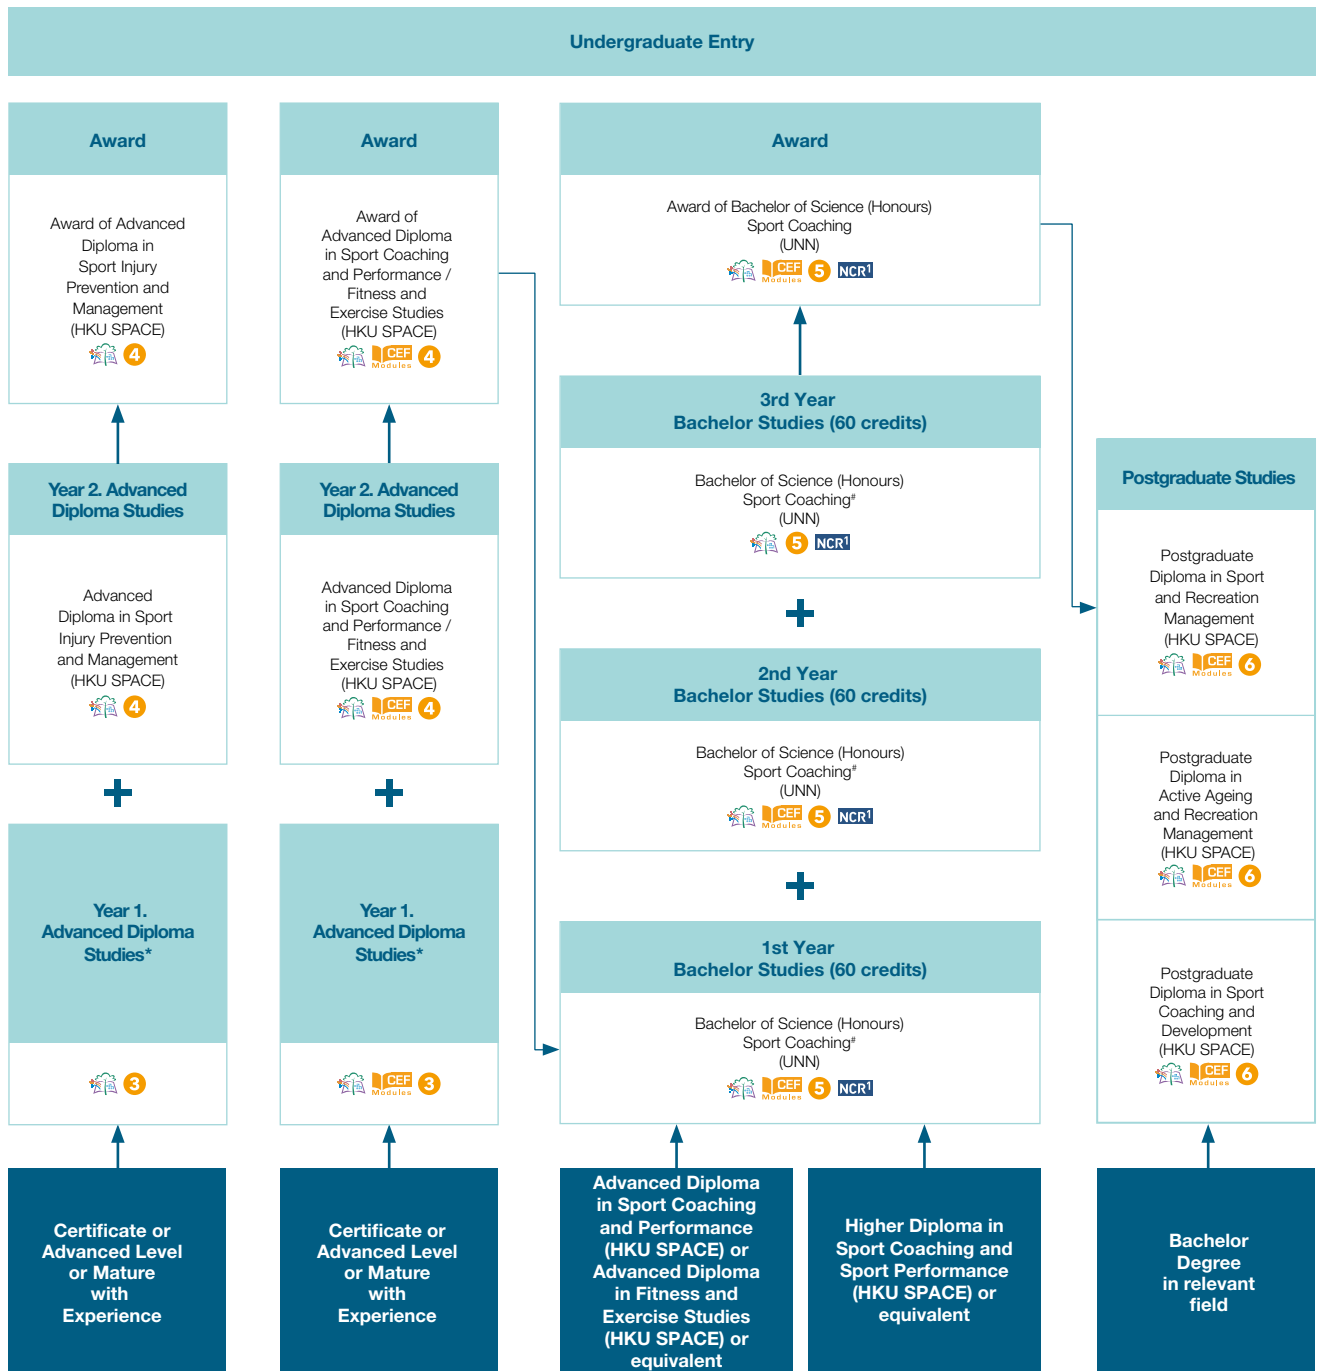 Undergraduate Entry
Award
Award of Advanced
Diploma in
Sport Injury
Prevention and
Management
(HKU SPACE)
4
Year 2. Advanced
Diploma Studies
Advanced
Diploma in Sport
Injury Prevention
and Management
(HKU SPACE)
4
+
Year 1.
Advanced Diploma
Studies*
3
Certificate or
Advanced Level
or Mature
with
Experience
Award
Award of
Advanced Diploma
in Sport Coaching
and Performance /
Fitness and
Exercise Studies
(HKU SPACE)
CEF Modules 4
Year 2. Advanced
Diploma Studies
Advanced Diploma
in Sport Coaching
and Performance /
Fitness and
Exercise Studies
(HKU SPACE)
CEF Modules 4
+
Year 1.
Advanced Diploma
Studies*
CEF Modules 3
Certificate or
Advanced Level
or Mature
with
Experience
Award
Award of Bachelor of Science (Honours)
Sport Coaching
(UNN)
CEF Modules 5 NCR¹
3rd Year
Bachelor Studies (60 credits)
Bachelor of Science (Honours)
Sport Coaching#
(UNN)
5 NCR¹
+
2nd Year
Bachelor Studies (60 credits)
Bachelor of Science (Honours)
Sport Coaching#
(UNN)
CEF Modules 5 NCR¹
+
1st Year
Bachelor Studies (60 credits)
Bachelor of Science (Honours)
Sport Coaching#
(UNN)
CEF Modules 5 NCR¹
Advanced Diploma
in Sport Coaching
and Performance
(HKU SPACE) or
Advanced Diploma
in Fitness and
Exercise Studies
(HKU SPACE) or
equivalent
Higher Diploma in
Sport Coaching and
Sport Performance
(HKU SPACE) or
equivalent
Postgraduate Studies
Postgraduate
Diploma in Sport
and Recreation
Management
(HKU SPACE)
CEF Modules 6
Postgraduate
Diploma in
Active Ageing
and Recreation
Management
(HKU SPACE)
CEF Modules 6
Postgraduate
Diploma in Sport
Coaching and
Development
(HKU SPACE)
CEF Modules 6
Bachelor
Degree
in relevant
field